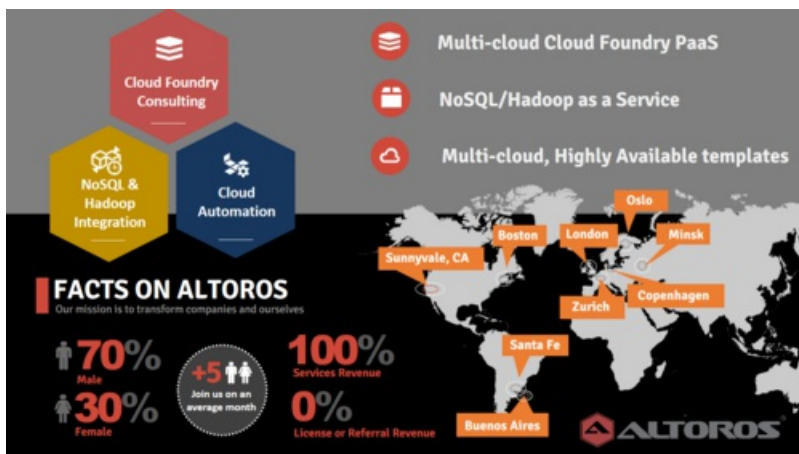 Cloud Foundry
Consulting
NoSQL &
Hadoop
Integration
Cloud
Automation
Multi-cloud Cloud Foundry PaaS
NoSQL/Hadoop as a Service
Multi-cloud, Highly Available templates
FACTS ON ALTOROS
Our mission is to transform companies and ourselves
70%
Male
30%
Female
+5
Join us on an
average month
100%
Services Revenue
0%
License or Referral Revenue
Oslo
Boston
London
Minsk
Sunnyvale, CA
Copenhagen
Zurich
Santa Fe
Buenos Aires
ALTOROS